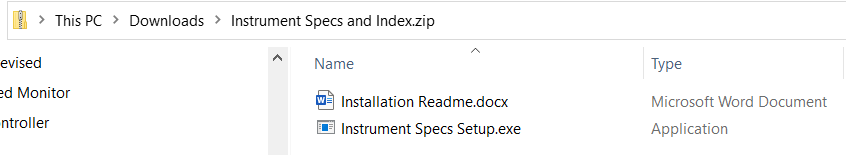 This PC > Downloads > Instrument Specs and Index.zip
evised
ed Monitor
ontroller
Name Type
Installation Readme.docx Microsoft Word Document
Instrument Specs Setup.exe Application